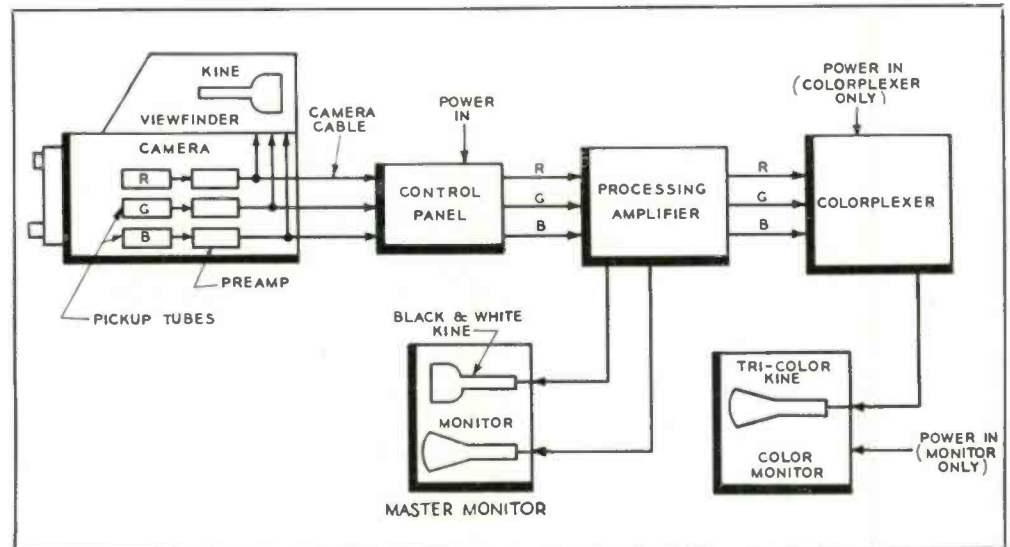 KINE
VIEWFINDER
CAMERA
CAMERA
CABLE
POWER
IN
R
G
B
PREAMP
PICKUP TUBES
CONTROL
PANEL
R
G
B
PROCESSING
AMPLIFIER
R
G
B
POWER IN
(COLORPLEXER
ONLY)
COLORPLEXER
BLACK & WHITE
KINE
MONITOR
MASTER MONITOR
TRI-COLOR
KINE
COLOR
MONITOR
POWER IN
(MONITOR
ONLY)